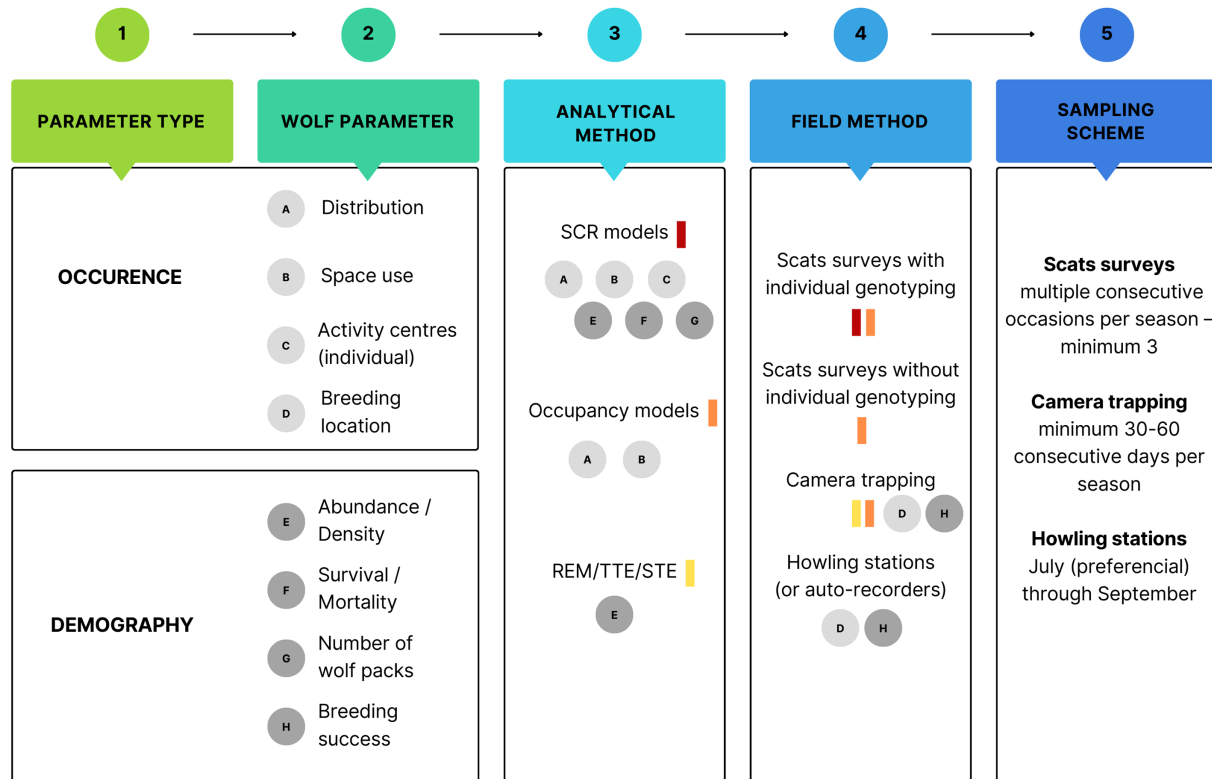 1
2
3
4
5
PARAMETER TYPE
WOLF PARAMETER
ANALYTICAL
METHOD
FIELD METHOD
SAMPLING
SCHEME
OCCURENCE
A
Distribution
B
Space use
C
Activity centres
(individual)
D
Breeding
location
DEMOGRAPHY
E
Abundance /
Density
F
Survival /
Mortality
G
Number of
wolf packs
H
Breeding
success
SCR models
A B C
E F G
Occupancy models
A B
REM/TTE/STE
E
Scats surveys with
individual genotyping
Scats surveys without
individual genotyping
Camera trapping
D H
Howling stations
(or auto-recorders)
D H
Scats surveys
multiple consecutive
occasions per season –
minimum 3
Camera trapping
minimum 30-60
consecutive days per
season
Howling stations
July (preferencial)
through September